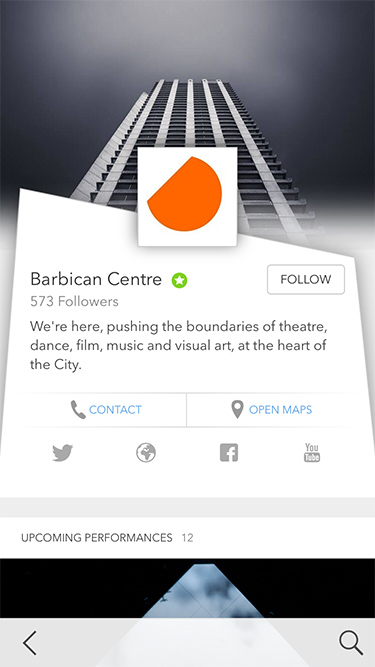 Barbican Centre
FOLLOW
573 Followers
We're here, pushing the boundaries of theatre,
dance, film, music and visual art, at the heart of
the City.
CONTACT
OPEN MAPS
You
Tube
UPCOMING PERFORMANCES 12